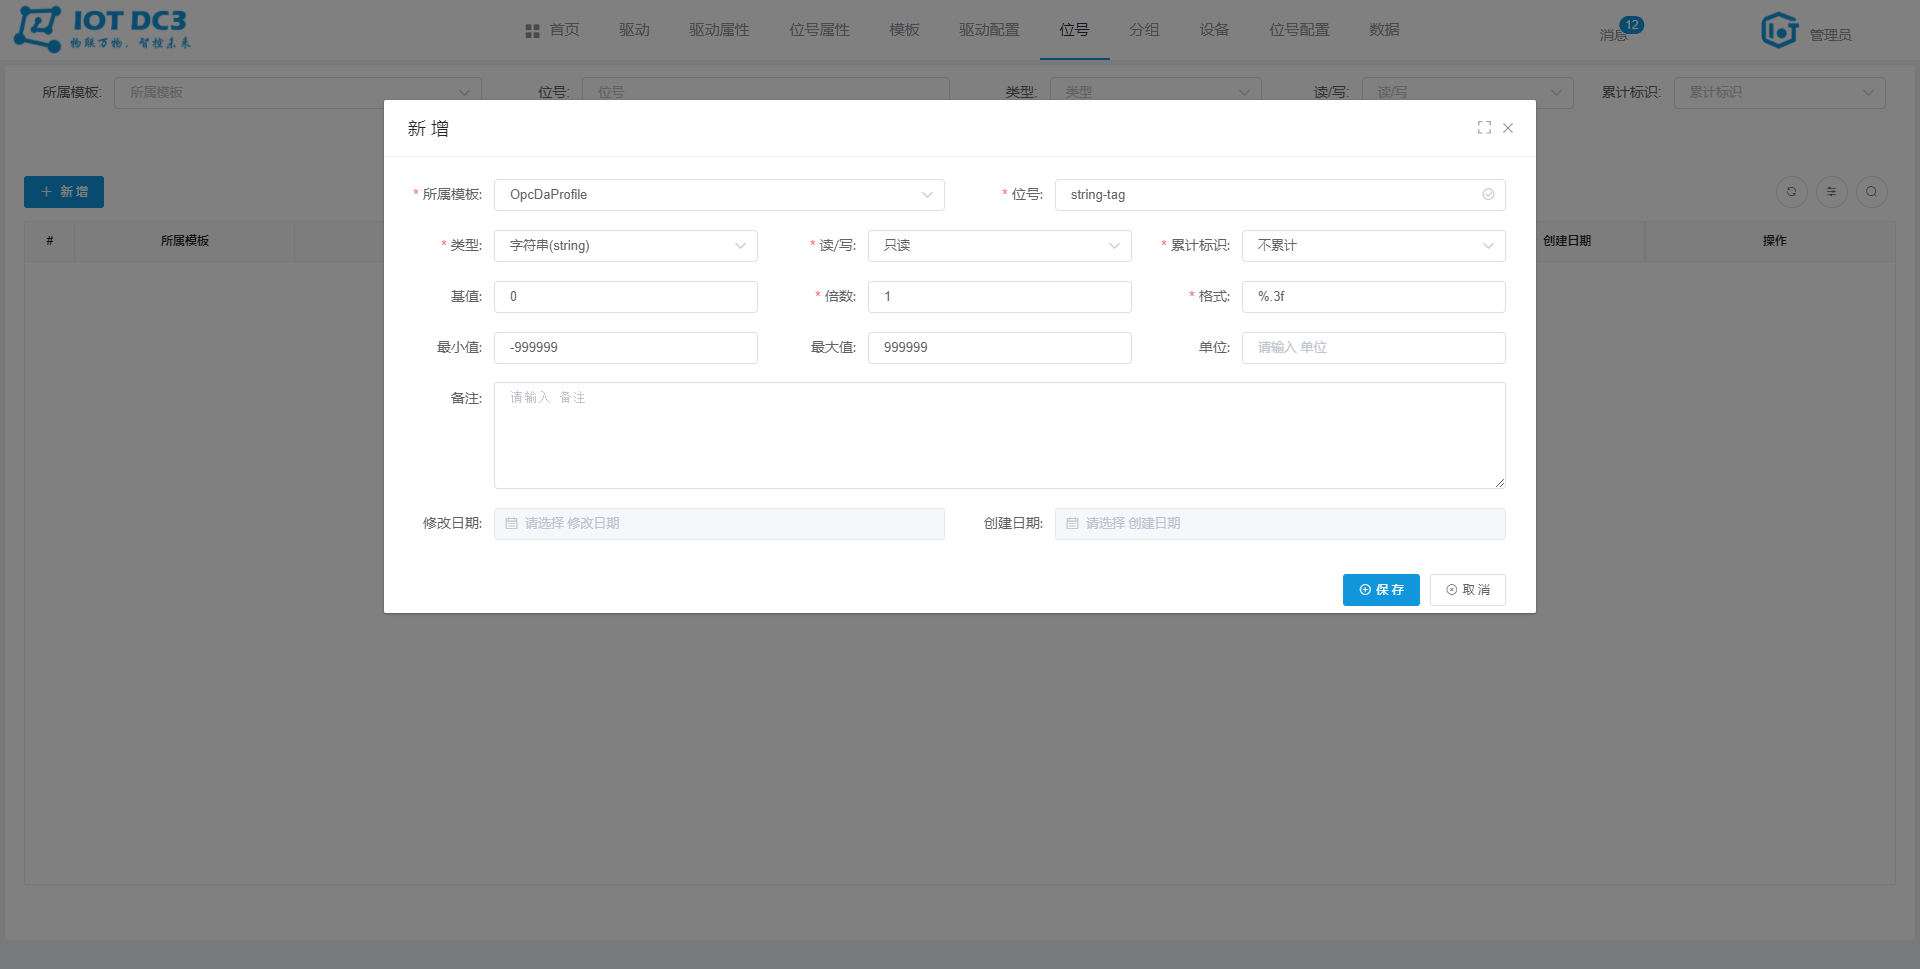 IOT DC3
物联万物，智控未来
首页 驱动 驱动属性 位号属性 模板 驱动配置 位号 分组 设备 位号配置 数据
消息 12 管理员
所属模板: 所属模板 位号: 位号 类型: 类型 读/写: 读/写 累计标识: 累计标识
新 增
+ 新 增
* 所属模板: OpcDaProfile * 位号: string-tag
# 所属模板 创建日期 操作
* 类型: 字符串(string) * 读/写: 只读 * 累计标识: 不累计
基值: 0 * 倍数: 1 * 格式: %.3f
最小值: -999999 最大值: 999999 单位: 请输入 单位
备注: 请输入 备注
修改日期: 请选择 修改日期 创建日期: 请选择 创建日期
保 存 取 消